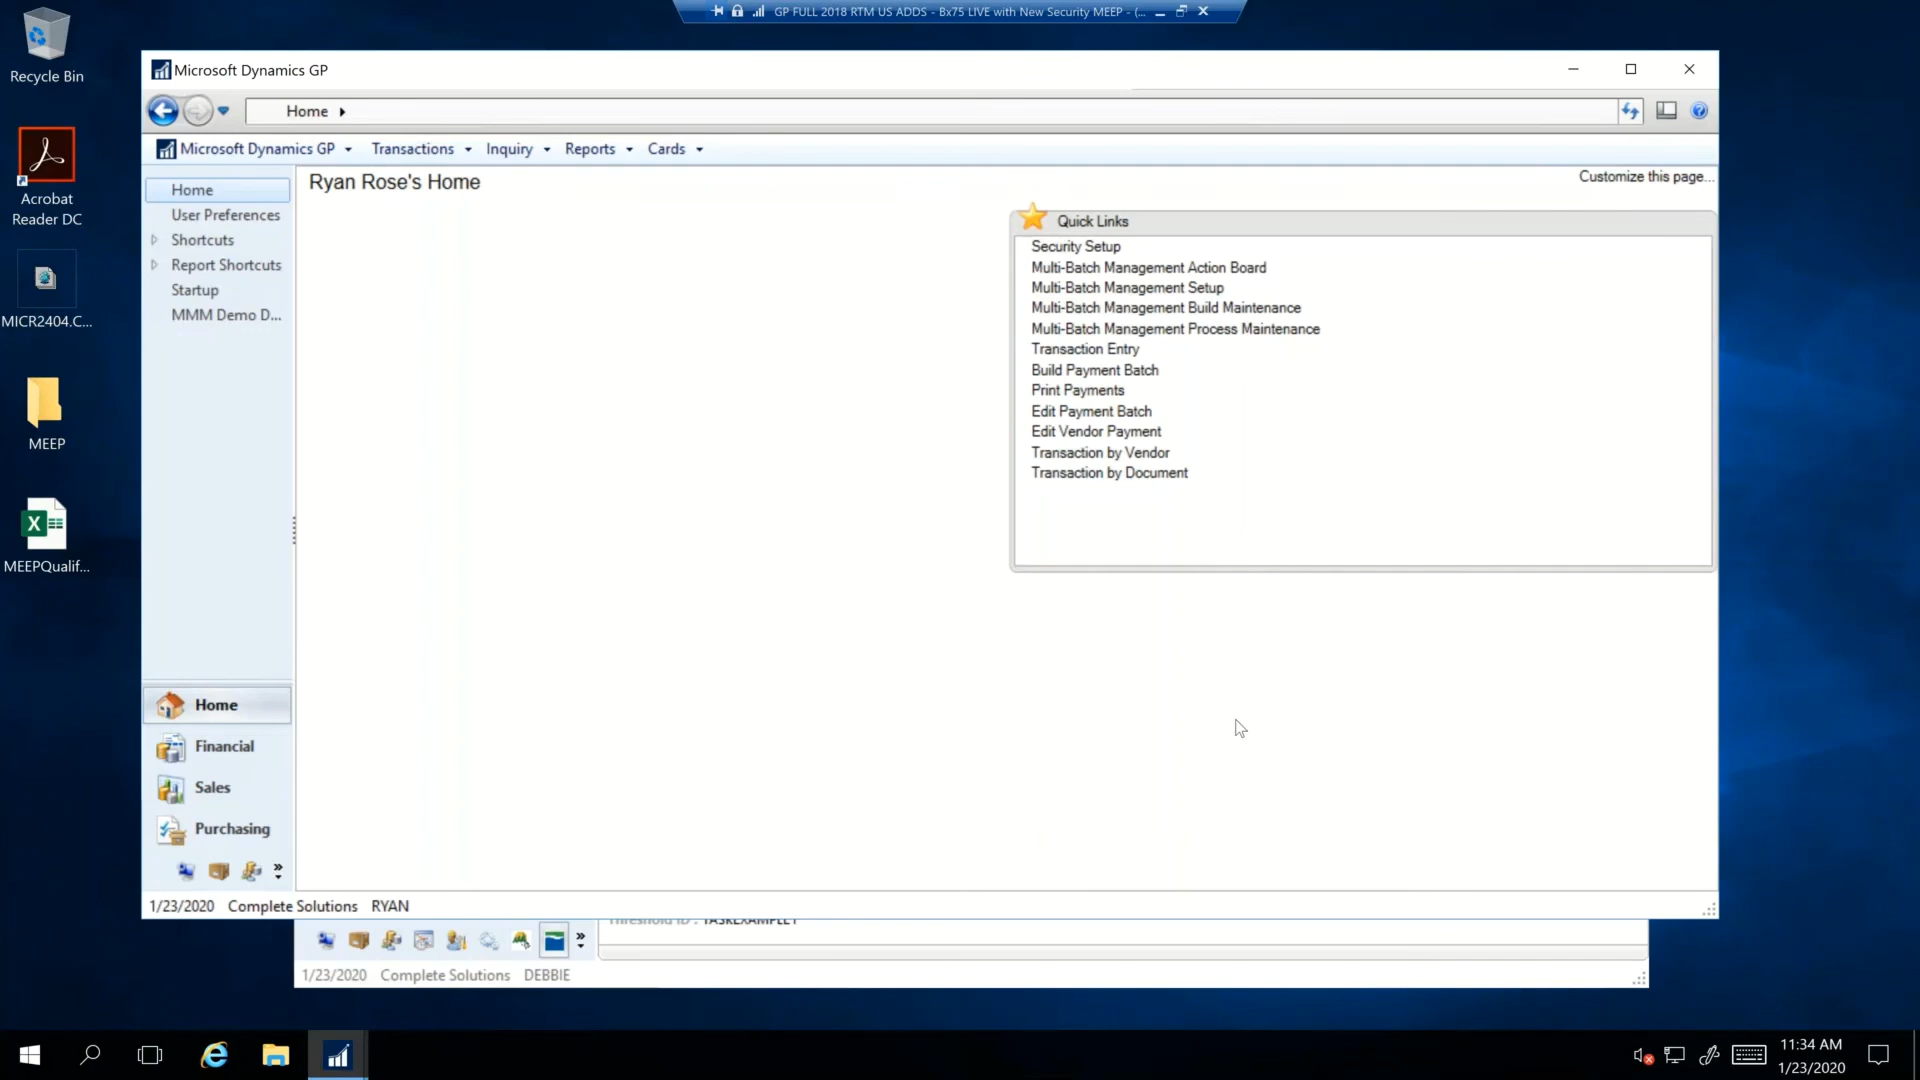 GP FULL 2018 RTM US ADDS - Bx75 LIVE with New Security MEEP - (...
Recycle Bin
Acrobat
Reader DC
MICR2404.C...
MEEP
MEEPQualif...
Microsoft Dynamics GP
Home
Microsoft Dynamics GP
Transactions
Inquiry
Reports
Cards
Home
User Preferences
Shortcuts
Report Shortcuts
Startup
MMM Demo D...
Ryan Rose's Home
Customize this page...
Quick Links
Security Setup
Multi-Batch Management Action Board
Multi-Batch Management Setup
Multi-Batch Management Build Maintenance
Multi-Batch Management Process Maintenance
Transaction Entry
Build Payment Batch
Print Payments
Edit Payment Batch
Edit Vendor Payment
Transaction by Vendor
Transaction by Document
Home
Financial
Sales
Purchasing
1/23/2020 Complete Solutions RYAN
Threshold ID : TASKEXAMPLE1
1/23/2020 Complete Solutions DEBBIE
11:34 AM
1/23/2020